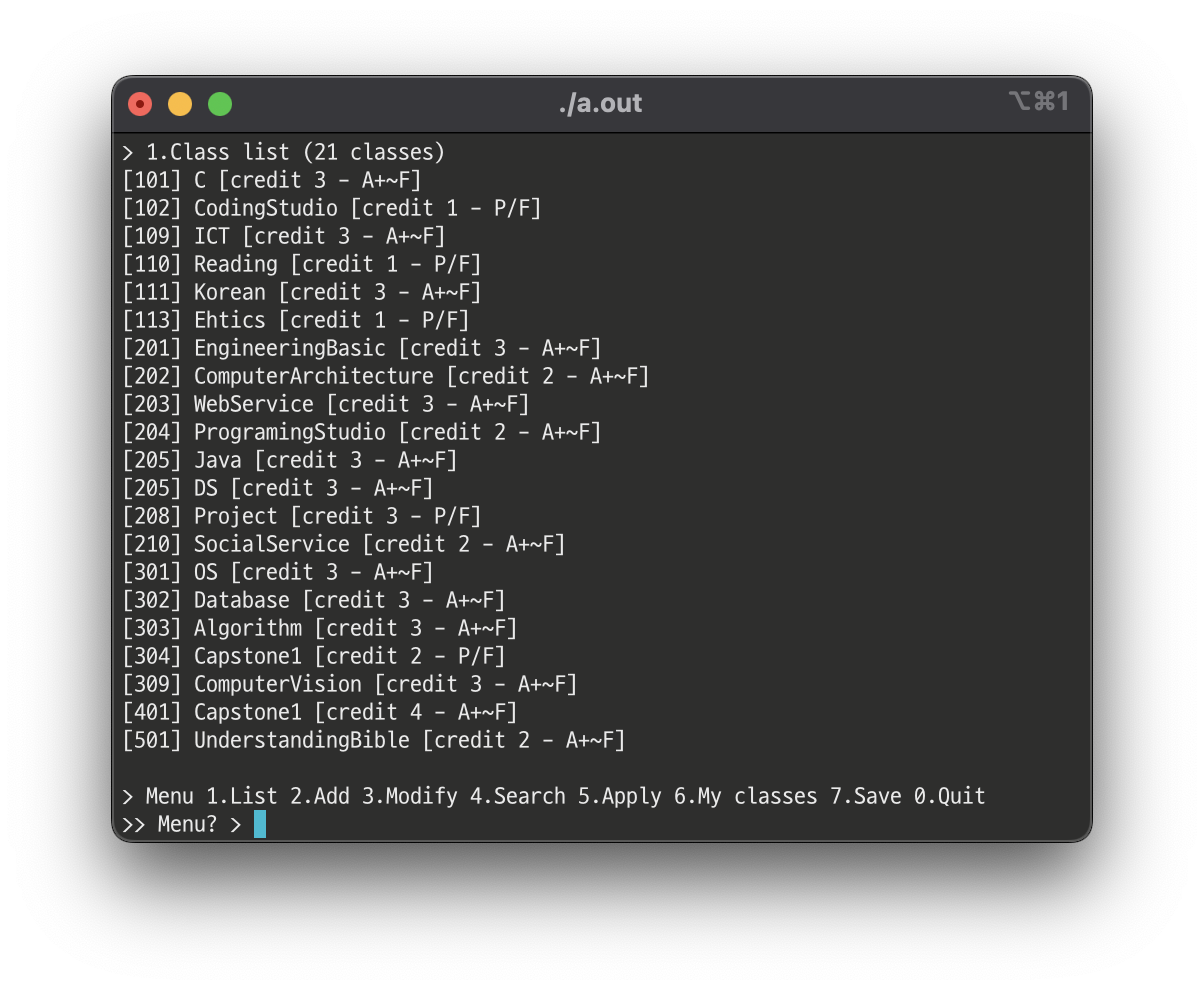 ./a.out ⌥⌘1
> 1.Class list (21 classes)
[101] C [credit 3 - A+~F]
[102] CodingStudio [credit 1 - P/F]
[109] ICT [credit 3 - A+~F]
[110] Reading [credit 1 - P/F]
[111] Korean [credit 3 - A+~F]
[113] Ehtics [credit 1 - P/F]
[201] EngineeringBasic [credit 3 - A+~F]
[202] ComputerArchitecture [credit 2 - A+~F]
[203] WebService [credit 3 - A+~F]
[204] ProgramingStudio [credit 2 - A+~F]
[205] Java [credit 3 - A+~F]
[205] DS [credit 3 - A+~F]
[208] Project [credit 3 - P/F]
[210] SocialService [credit 2 - A+~F]
[301] OS [credit 3 - A+~F]
[302] Database [credit 3 - A+~F]
[303] Algorithm [credit 3 - A+~F]
[304] Capstone1 [credit 2 - P/F]
[309] ComputerVision [credit 3 - A+~F]
[401] Capstone1 [credit 4 - A+~F]
[501] UnderstandingBible [credit 2 - A+~F]
> Menu 1.List 2.Add 3.Modify 4.Search 5.Apply 6.My classes 7.Save 0.Quit
>> Menu? >